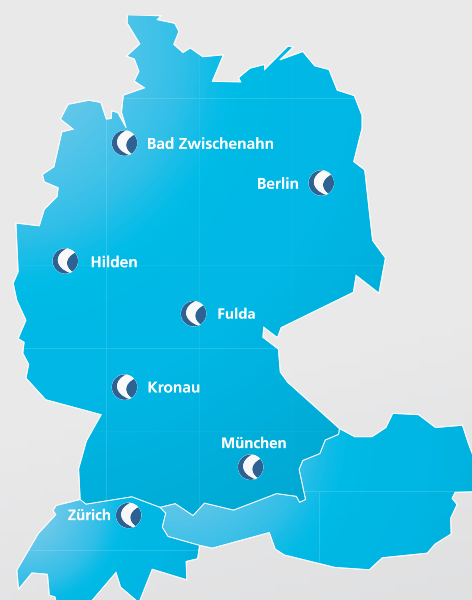 Bad Zwischenahn
Berlin
Hilden
Fulda
Kronau
München
Zürich